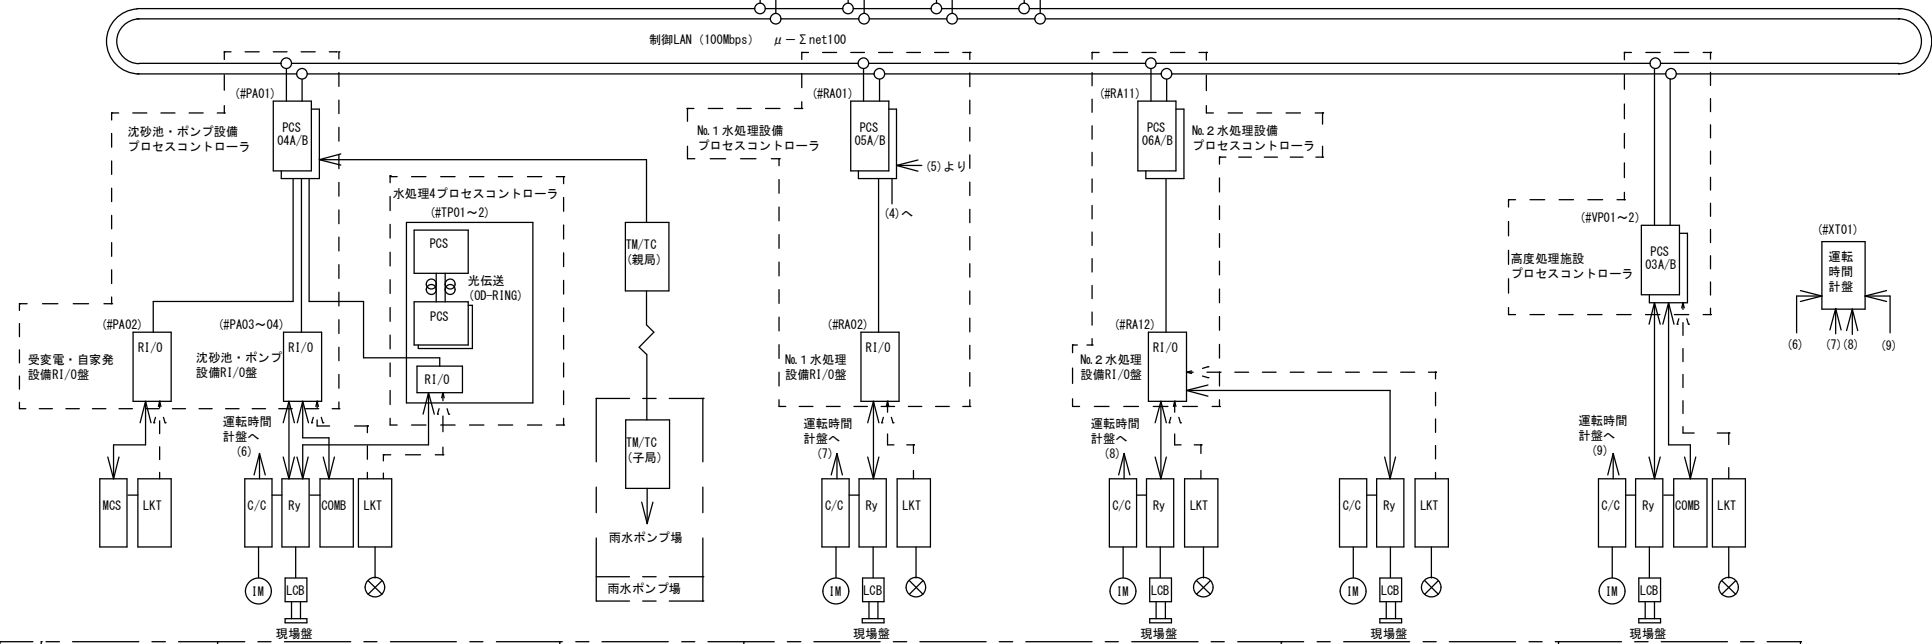 制御LAN (100Mbps) μ－Σnet100
(#PA01)
PCS
04A/B
沈砂池・ポンプ設備
プロセスコントローラ
水処理4プロセスコントローラ
(#TP01～2)
PCS
光伝送
(OD-RING)
PCS
RI/O
TM/TC
(親局)
(#RA01)
PCS
05A/B
№1水処理設備
プロセスコントローラ
(5)より
(4)へ
(#RA11)
PCS
06A/B
№2水処理設備
プロセスコントローラ
(#VP01～2)
PCS
03A/B
高度処理施設
プロセスコントローラ
(#XT01)
運転
時間
計盤
(6)
(7)
(8)
(9)
(#PA02)
RI/O
受変電・自家発
設備RI/O盤
(#PA03～04)
RI/O
沈砂池・ポンプ
設備RI/O盤
(#RA02)
RI/O
№1水処理
設備RI/O盤
(#RA12)
RI/O
№2水処理
設備RI/O盤
運転時間
計盤へ
(6)
TM/TC
(子局)
雨水ポンプ場
雨水ポンプ場
運転時間
計盤へ
(7)
運転時間
計盤へ
(8)
運転時間
計盤へ
(9)
MCS
LKT
C/C
Ry
COMB
LKT
C/C
Ry
LKT
C/C
Ry
LKT
C/C
Ry
LKT
C/C
Ry
COMB
LKT
IM
LCB
現場盤
IM
LCB
現場盤
IM
LCB
現場盤
IM
LCB
現場盤
IM
LCB
現場盤